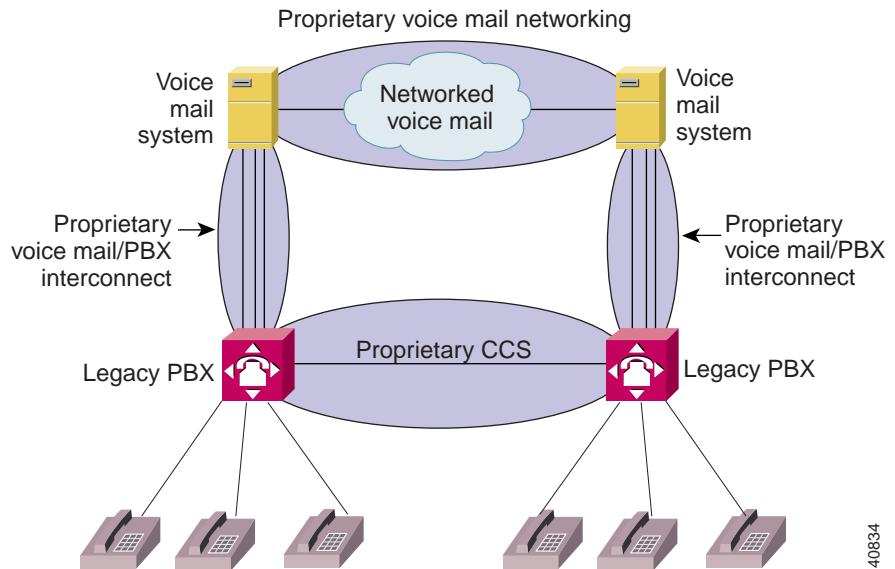 Proprietary voice mail networking
Voice
mail
system
Networked
voice mail
Voice
mail
system
Proprietary
voice mail/PBX
interconnect
Proprietary
voice mail/PBX
interconnect
Legacy PBX
Proprietary CCS
Legacy PBX
40834